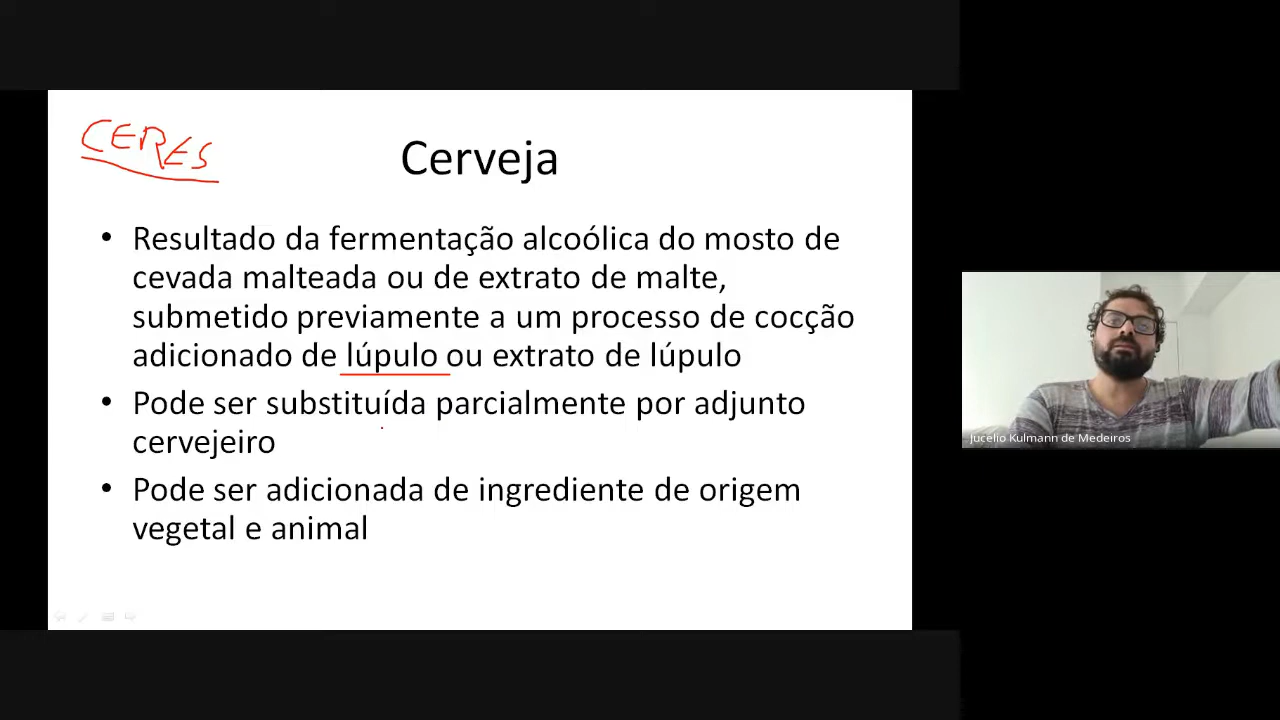 CERES
Cerveja
• Resultado da fermentação alcoólica do mosto de
cevada malteada ou de extrato de malte,
submetido previamente a um processo de cocção
adicionado de lúpulo ou extrato de lúpulo
• Pode ser substituída parcialmente por adjunto
cervejeiro
• Pode ser adicionada de ingrediente de origem
vegetal e animal
Jucelio Kulmann de Medeiros